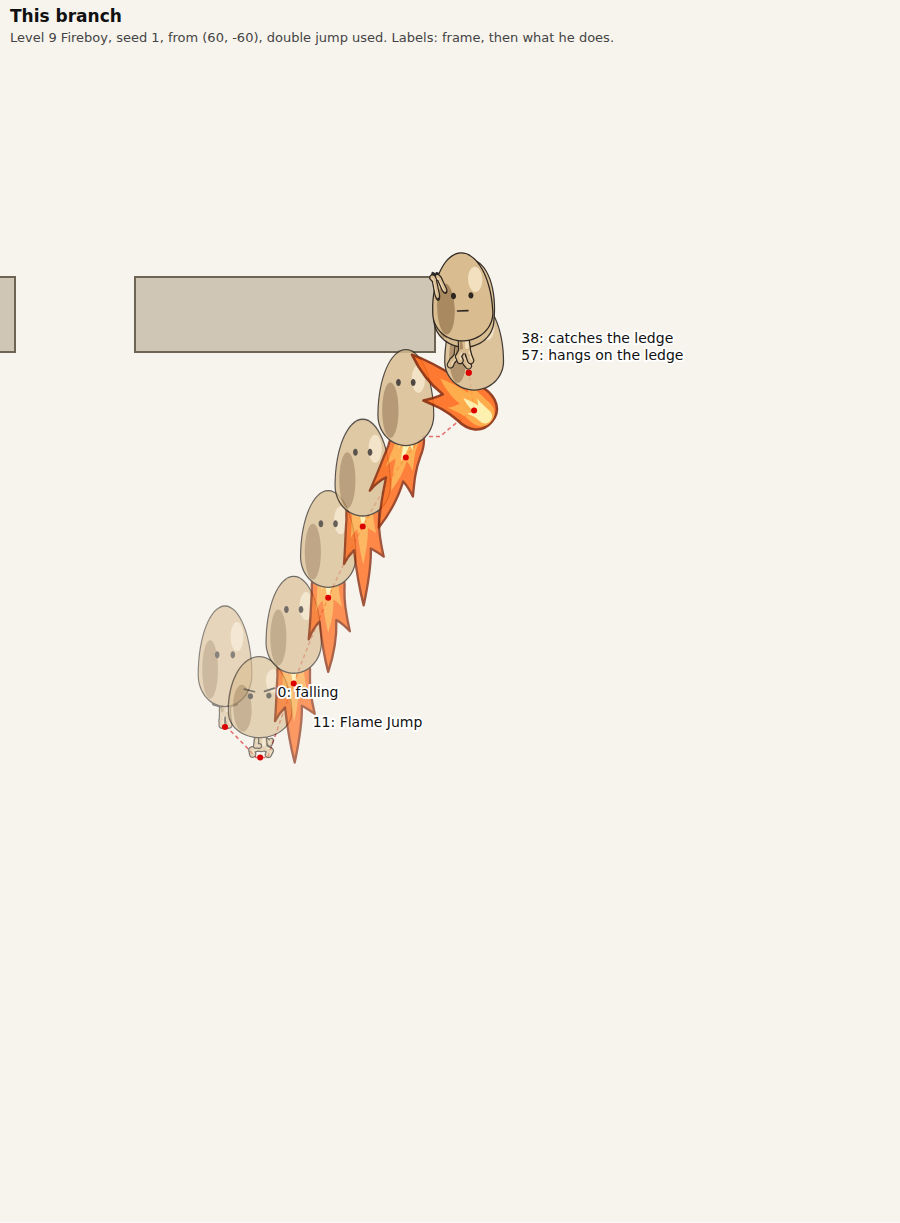 This branch
Level 9 Fireboy, seed 1, from (60, -60), double jump used. Labels: frame, then what he does.
38: catches the ledge
57: hangs on the ledge
0: falling
11: Flame Jump